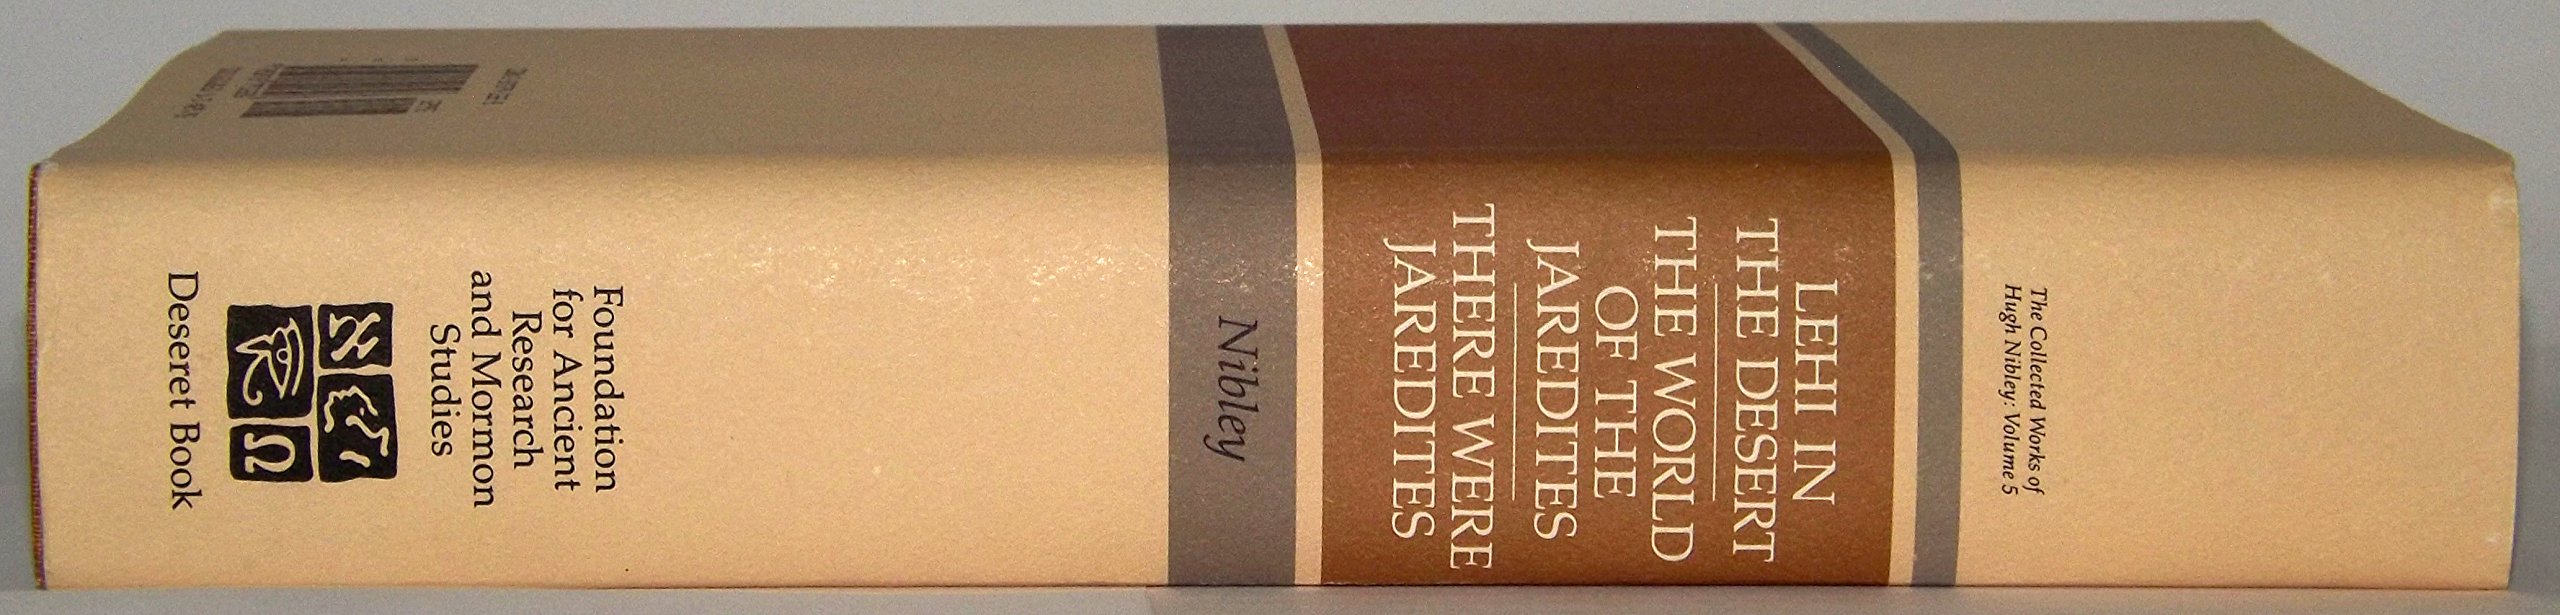 The Collected Works of
Hugh Nibley: Volume 5
LEHI IN
THE DESERT
THE WORLD
OF THE
JAREDITES
THERE WERE
JAREDITES
Nibley
Foundation
for Ancient
Research
and Mormon
Studies
א
Ω
Deseret Book